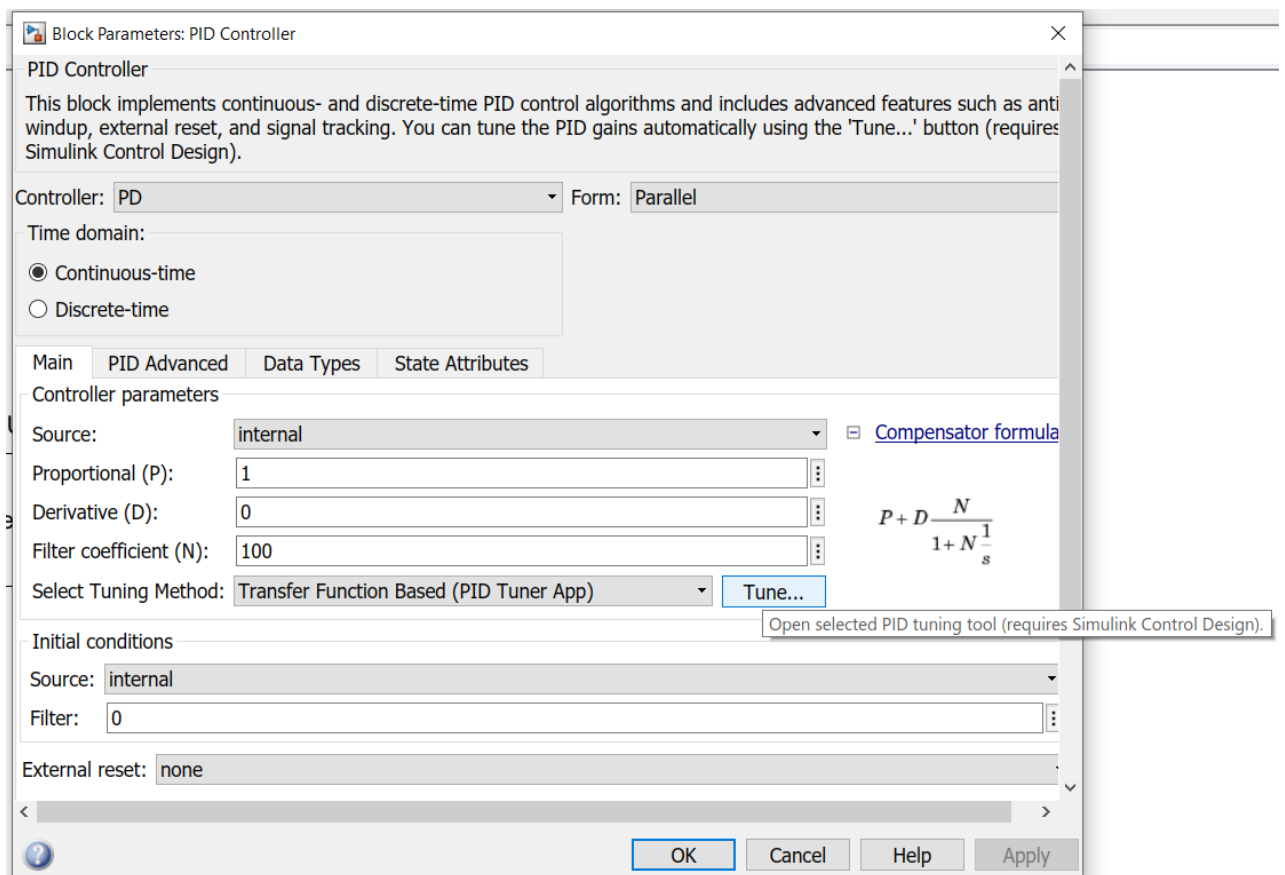 Block Parameters: PID Controller
PID Controller
This block implements continuous- and discrete-time PID control algorithms and includes advanced features such as anti
windup, external reset, and signal tracking. You can tune the PID gains automatically using the 'Tune...' button (requires
Simulink Control Design).
Controller: PD Form: Parallel
Time domain:
Continuous-time
Discrete-time
Main PID Advanced Data Types State Attributes
Controller parameters
Source: internal Compensator formula
Proportional (P): 1
Derivative (D): 0
Filter coefficient (N): 100
P + D N / (1 + N 1/s)
Select Tuning Method: Transfer Function Based (PID Tuner App) Tune...
Open selected PID tuning tool (requires Simulink Control Design).
Initial conditions
Source: internal
Filter: 0
External reset: none
OK Cancel Help Apply